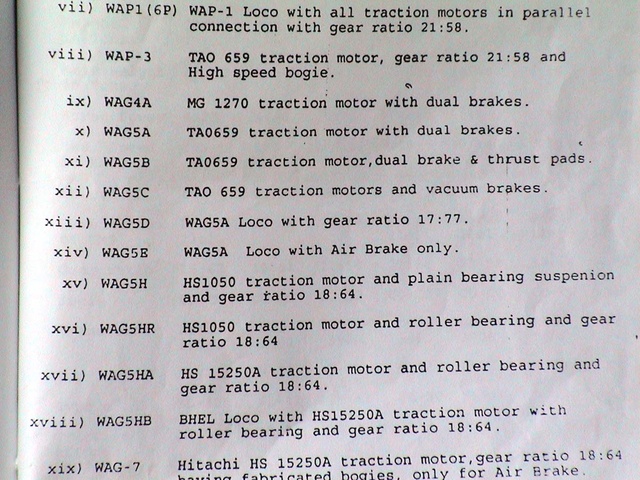 vii) WAP1(6P) WAP-1 Loco with all traction motors in parallel
connection with gear ratio 21:58.
viii) WAP-3 TAO 659 traction motor, gear ratio 21:58 and
High speed bogie.
ix) WAG4A MG 1270 traction motor with dual brakes.
x) WAG5A TA0659 traction motor with dual brakes.
xi) WAG5B TA0659 traction motor,dual brake & thrust pads.
xii) WAG5C TAO 659 traction motors and vacuum brakes.
xiii) WAG5D WAG5A Loco with gear ratio 17:77.
xiv) WAG5E WAG5A Loco with Air Brake only.
xv) WAG5H HS1050 traction motor and plain bearing suspenion
and gear ratio 18:64.
xvi) WAG5HR HS1050 traction motor and roller bearing and gear
ratio 18:64
xvii) WAG5HA HS 15250A traction motor and roller bearing and
gear ratio 18:64.
xviii) WAG5HB BHEL Loco with HS15250A traction motor with
roller bearing and gear ratio 18:64.
xix) WAG-7 Hitachi HS 15250A traction motor,gear ratio 18:64
having fabricated bogies, only for Air Brake.